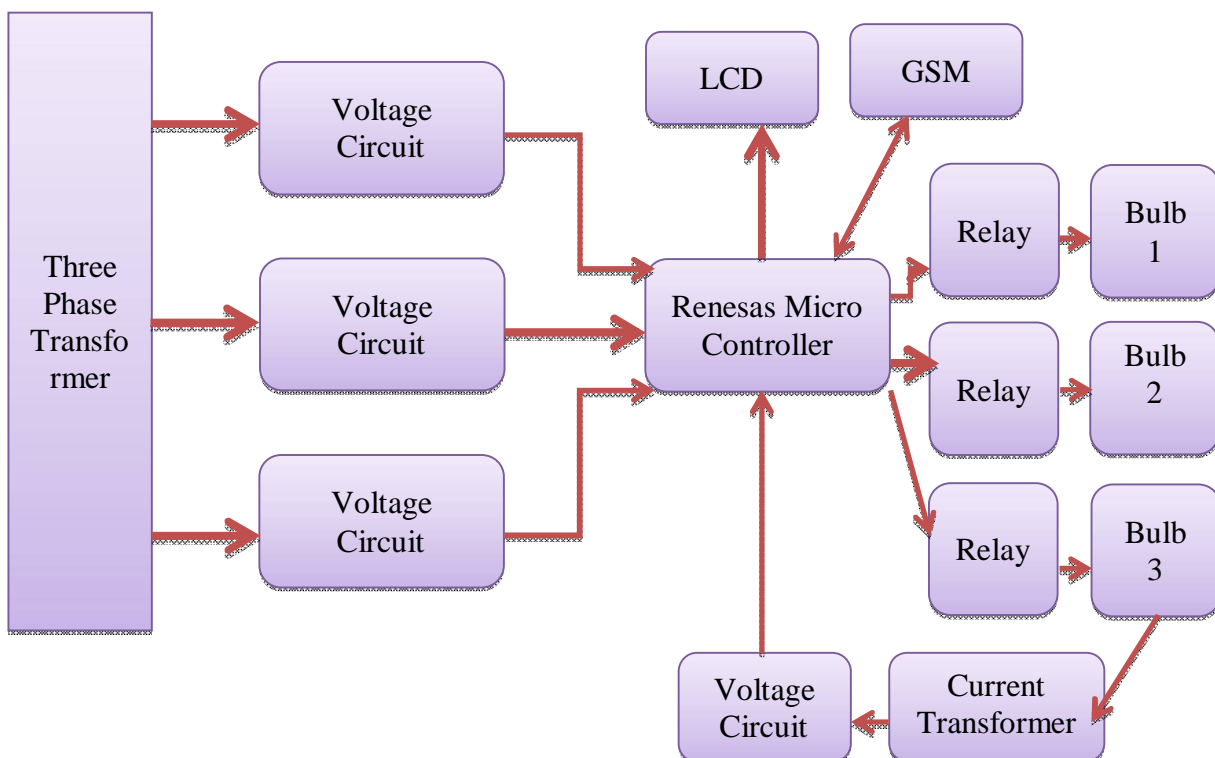 Three
Phase
Transfo
rmer
Voltage
Circuit
Voltage
Circuit
Voltage
Circuit
LCD
GSM
Renesas Micro
Controller
Relay
Bulb
1
Relay
Bulb
2
Relay
Bulb
3
Voltage
Circuit
Current
Transformer